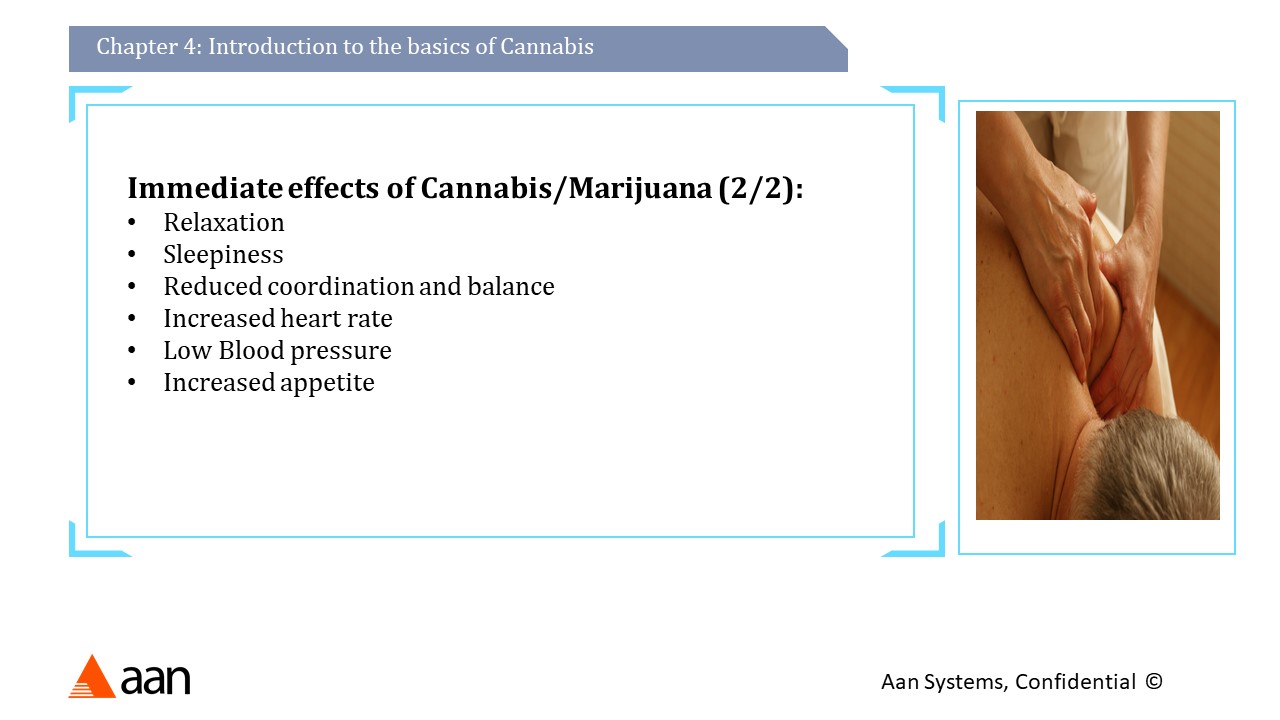 Chapter 4: Introduction to the basics of Cannabis
Immediate effects of Cannabis/Marijuana (2/2):
• Relaxation
• Sleepiness
• Reduced coordination and balance
• Increased heart rate
• Low Blood pressure
• Increased appetite
aan
Aan Systems, Confidential ©